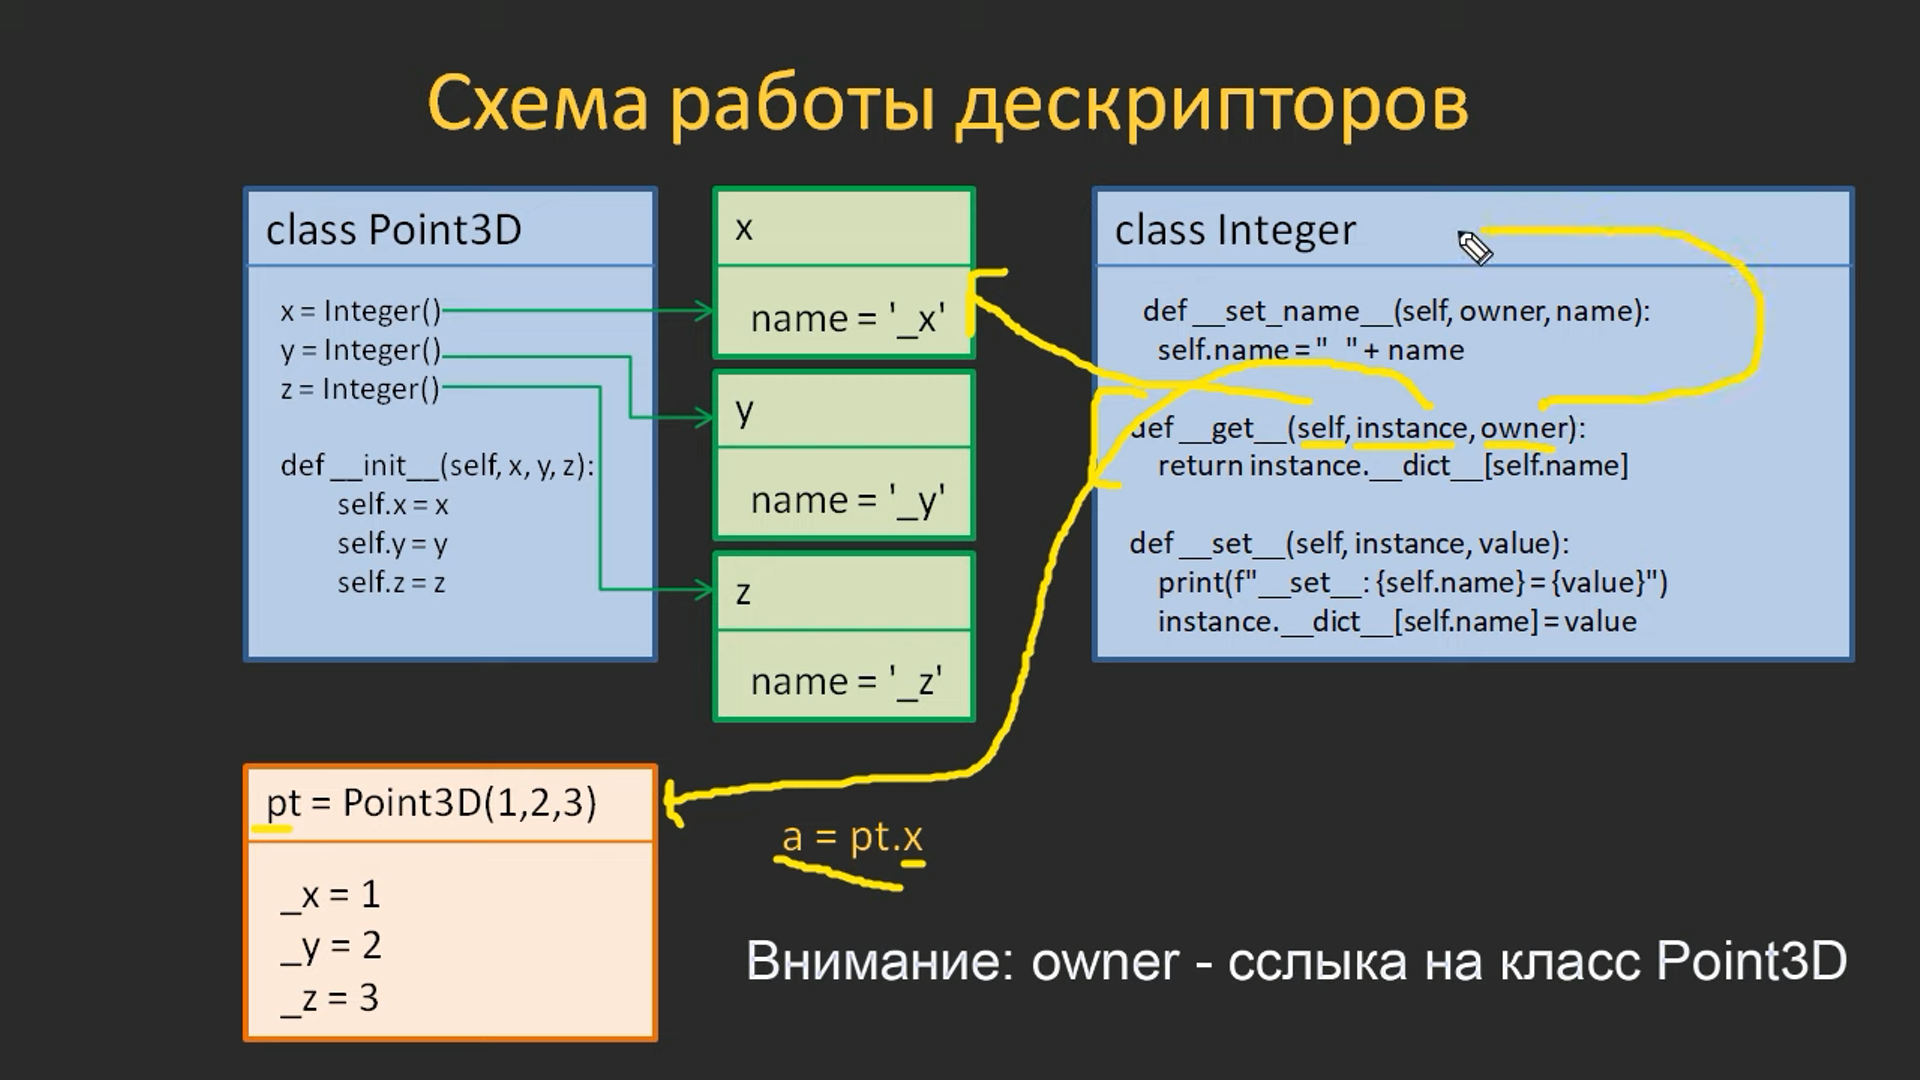 Схема работы дескрипторов
class Point3D
x = Integer()
y = Integer()
z = Integer()
def __init__(self, x, y, z):
self.x = x
self.y = y
self.z = z
x
name = '_x'
y
name = '_y'
z
name = '_z'
class Integer
def __set_name__(self, owner, name):
self.name = "_" + name
def __get__(self, instance, owner):
return instance.__dict__[self.name]
def __set__(self, instance, value):
print(f"__set__: {self.name} = {value}")
instance.__dict__[self.name] = value
pt = Point3D(1,2,3)
_x = 1
_y = 2
_z = 3
a = pt.x
Внимание: owner - сслыка на класс Point3D